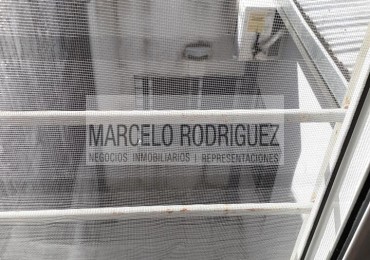 MARCELO RODRIGUEZ
NEGOCIOS INMOBILIARIOS | REPRESENTACIONES